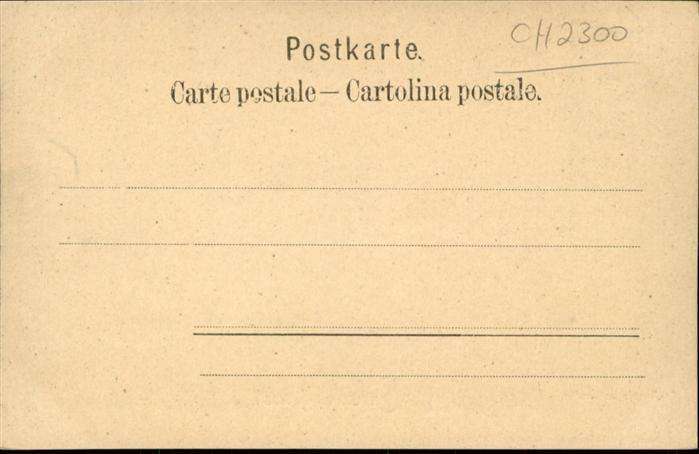 CH2300
Postkarte.
Carte postale — Cartolina postale.